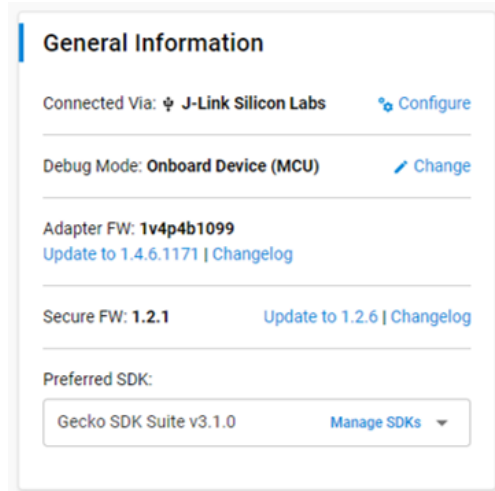 General Information
Connected Via: J-Link Silicon Labs Configure
Debug Mode: Onboard Device (MCU) Change
Adapter FW: 1v4p4b1099
Update to 1.4.6.1171 | Changelog
Secure FW: 1.2.1 Update to 1.2.6 | Changelog
Preferred SDK:
Gecko SDK Suite v3.1.0 Manage SDKs